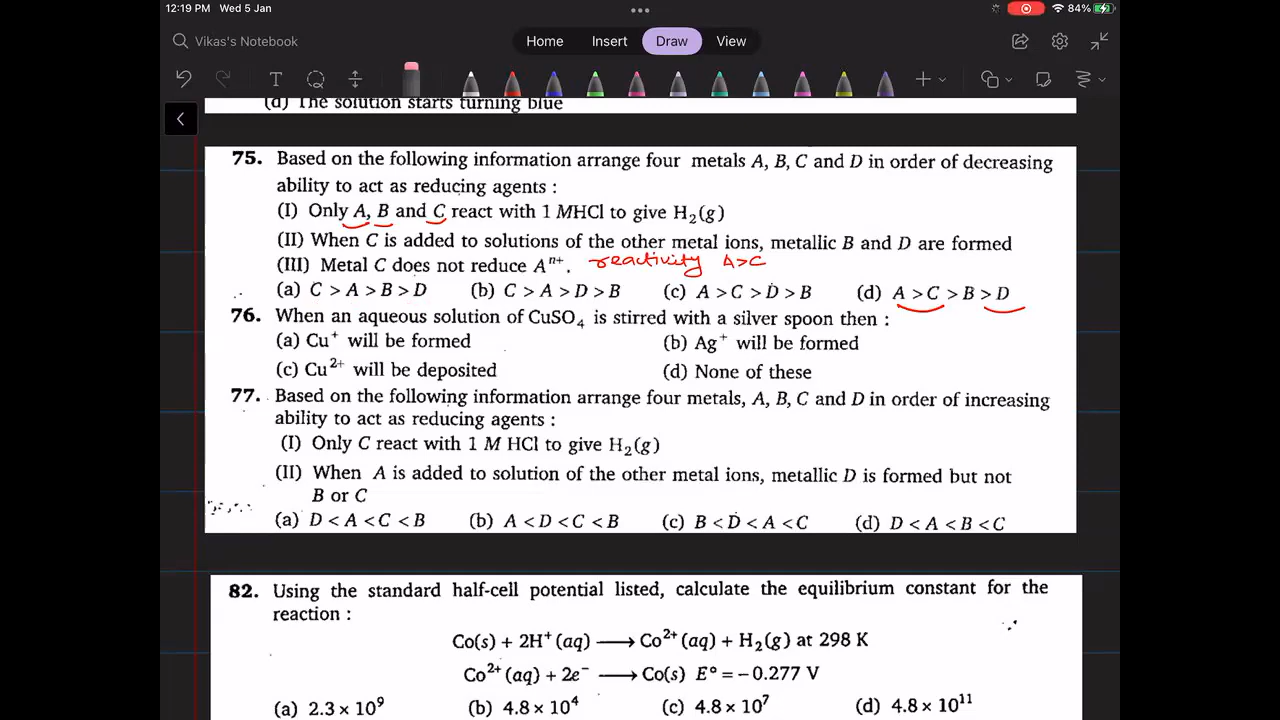 12:19 PM Wed 5 Jan
84%
Vikas's Notebook
Home Insert Draw View
(d) The solution starts turning blue
75. Based on the following information arrange four metals A, B, C and D in order of decreasing
ability to act as reducing agents :
(I) Only A, B and C react with 1 MHCl to give H₂(g)
(II) When C is added to solutions of the other metal ions, metallic B and D are formed
(III) Metal C does not reduce Aⁿ⁺. reactivity A>C
(a) C > A > B > D (b) C > A > D > B (c) A > C > D > B (d) A > C > B > D
76. When an aqueous solution of CuSO₄ is stirred with a silver spoon then :
(a) Cu⁺ will be formed (b) Ag⁺ will be formed
(c) Cu²⁺ will be deposited (d) None of these
77. Based on the following information arrange four metals, A, B, C and D in order of increasing
ability to act as reducing agents :
(I) Only C react with 1 M HCl to give H₂(g)
(II) When A is added to solution of the other metal ions, metallic D is formed but not
B or C
(a) D < A < C < B (b) A < D < C < B (c) B < D < A < C (d) D < A < B < C
82. Using the standard half-cell potential listed, calculate the equilibrium constant for the
reaction :
Co(s) + 2H⁺(aq) ⟶ Co²⁺(aq) + H₂(g) at 298 K
Co²⁺(aq) + 2e⁻ ⟶ Co(s) E° = −0.277 V
(a) 2.3 × 10⁹ (b) 4.8 × 10⁴ (c) 4.8 × 10⁷ (d) 4.8 × 10¹¹